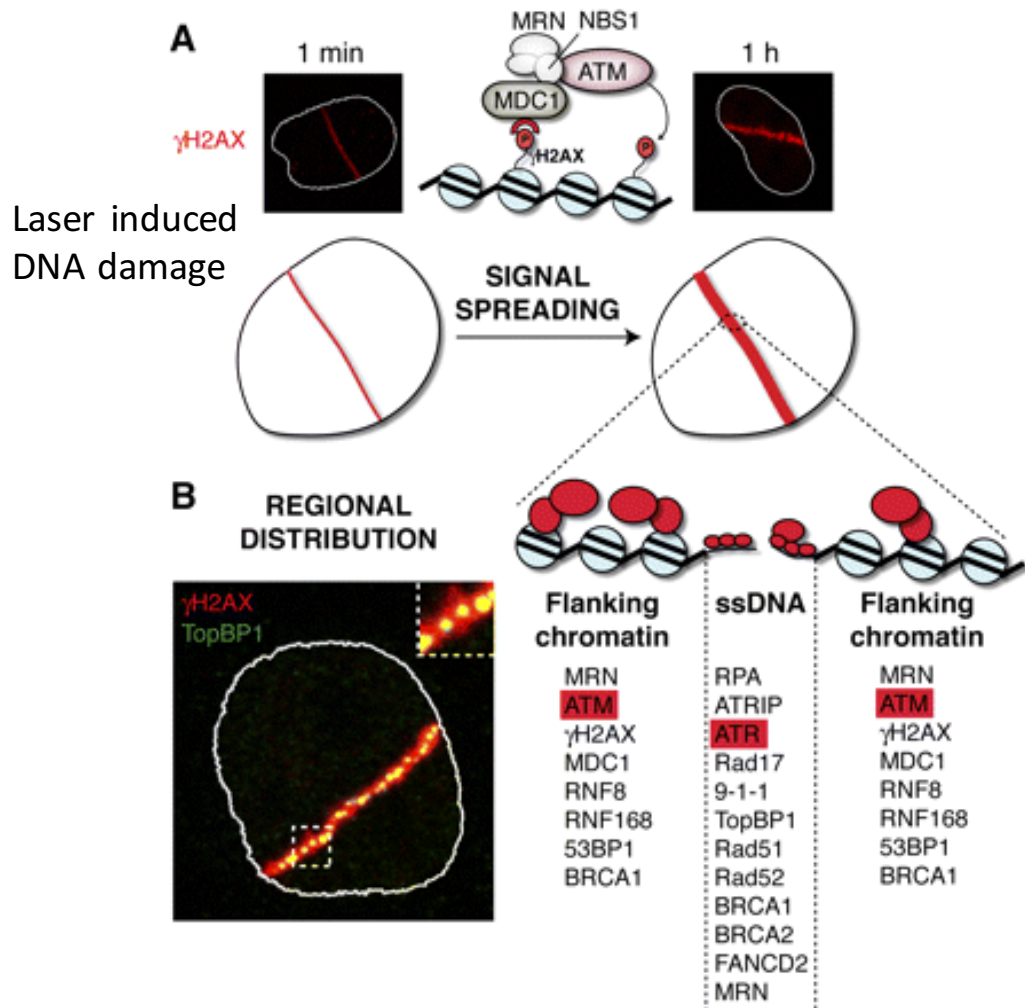 A
1 min
MRN
NBS1
ATM
MDC1
P
γH2AX
P
1 h
γH2AX
Laser induced
DNA damage
SIGNAL
SPREADING
B
REGIONAL
DISTRIBUTION
γH2AX
TopBP1
Flanking
chromatin
MRN
ATM
γH2AX
MDC1
RNF8
RNF168
53BP1
BRCA1
ssDNA
RPA
ATRIP
ATR
Rad17
9-1-1
TopBP1
Rad51
Rad52
BRCA1
BRCA2
FANCD2
MRN
Flanking
chromatin
MRN
ATM
γH2AX
MDC1
RNF8
RNF168
53BP1
BRCA1